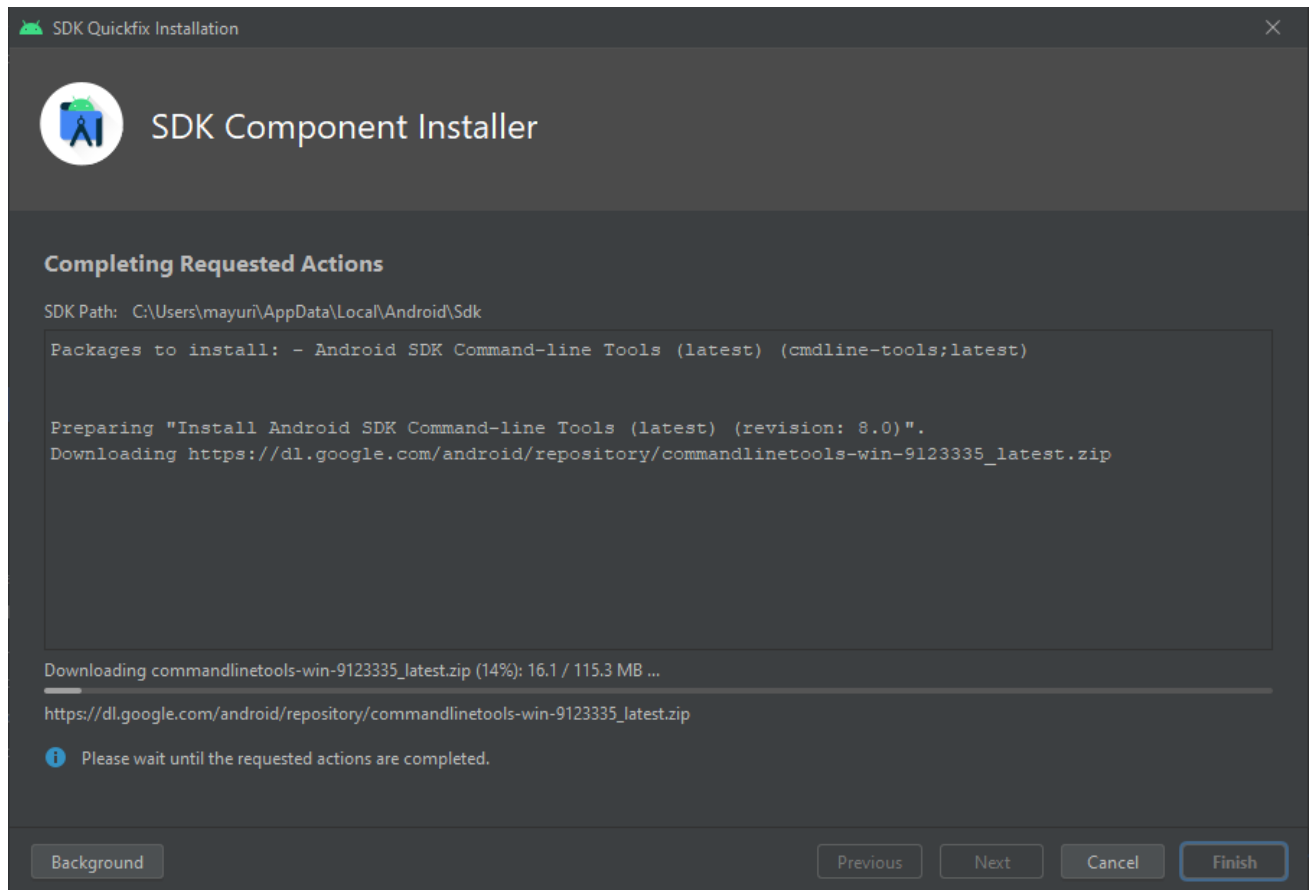 SDK Quickfix Installation
SDK Component Installer
Completing Requested Actions
SDK Path: C:\Users\mayuri\AppData\Local\Android\Sdk
Packages to install: - Android SDK Command-line Tools (latest) (cmdline-tools;latest)
Preparing "Install Android SDK Command-line Tools (latest) (revision: 8.0)".
Downloading https://dl.google.com/android/repository/commandlinetools-win-9123335_latest.zip
Downloading commandlinetools-win-9123335_latest.zip (14%): 16.1 / 115.3 MB ...
https://dl.google.com/android/repository/commandlinetools-win-9123335_latest.zip
Please wait until the requested actions are completed.
Background Previous Next Cancel Finish